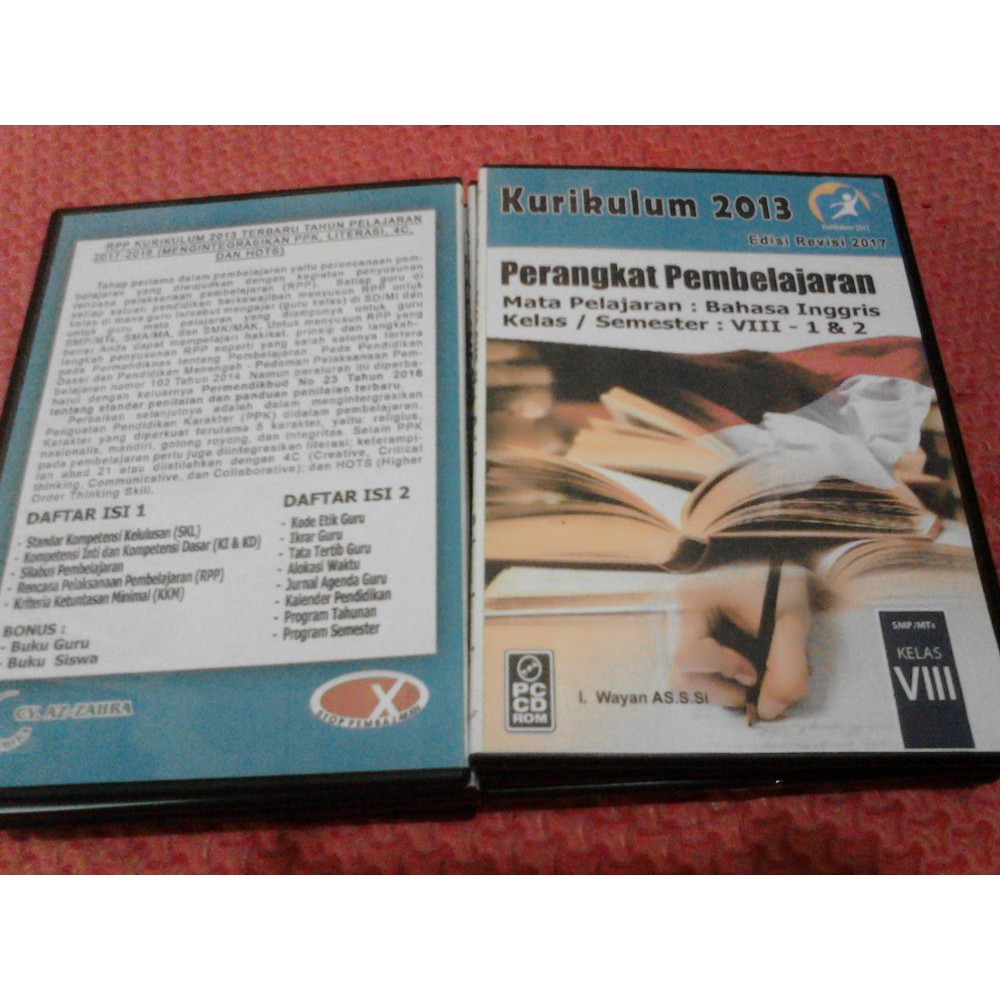 RPP KURIKULUM 2013 TERBARU TAHUN PELAJARAN
2017-2018 (MENGINTEGRASIKAN PPK, LITERASI, 4C,
DAN HOTS)
Tahap pertama dalam pembelajaran yaitu perencanaan pem-
belajaran yang diwujudkan dengan kegiatan penyusunan
rencana pelaksanaan pembelajaran (RPP). Setiap guru di
setiap satuan pendidikan berkewajiban menyusun RPP untuk
kelas di mana guru tersebut mengajar (guru kelas) di SD/MI dan
untuk guru mata pelajaran yang diampunya untuk guru
SMP/MTs, SMA/MA, dan SMK/MAK. Untuk menyusun RPP yang
benar Anda dapat mempelajari hakikat, prinsip dan langkah-
langkah penyusunan RPP seperti yang salah satunya tertera
pada Permendiknas tentang Pembelajaran Pada Pendidikan
Dasar dan Pendidikan Menengah - Pedoman Pelaksanaan Pem-
belajaran nomor 103 Tahun 2014. Namun peraturan ini diperba-
harui dengan keluarnya Permendikbud No 23 Tahun 2016
tentang standar penilaian dan panduan penilaian terbaru.
Perbaikan selanjutnya adalah dalam mengintegrasikan
Penguatan Pendidikan Karakter (PPK) didalam pembelajaran.
Karakter yang diperkuat terutama 5 karakter, yaitu: religius,
nasionalis, mandiri, gotong royong, dan integritas. Selain PPK
pada pembelajaran perlu juga diintegrasikan literasi; keterampi-
lan abad 21 atau diistilahkan dengan 4C (Creative, Critical
thinking, Communicative, dan Collaborative); dan HOTS (Higher
Order Thinking Skill.
DAFTAR ISI 1
- Standar Kompetensi Kelulusan (SKL)
- Kompetensi Inti dan Kompetensi Dasar (KI & KD)
- Silabus Pembelajaran
- Rencana Pelaksanaan Pembelajaran (RPP)
- Kriteria Ketuntasan Minimal (KKM)
BONUS :
- Buku Guru
- Buku Siswa
DAFTAR ISI 2
- Kode Etik Guru
- Ikrar Guru
- Tata Tertib Guru
- Alokasi Waktu
- Jurnal Agenda Guru
- Kalender Pendidikan
- Program Tahunan
- Program Semester
CV.AZ-ZAHRA
X
STOP PEMBAJAKAN
Kurikulum 2013
Kurikulum 2013
Edisi Revisi 2017
Perangkat Pembelajaran
Mata Pelajaran : Bahasa Inggris
Kelas / Semester : VIII - 1 & 2
PC
CD
ROM
I. Wayan AS.S.Si
SMP/MTs
KELAS
VIII